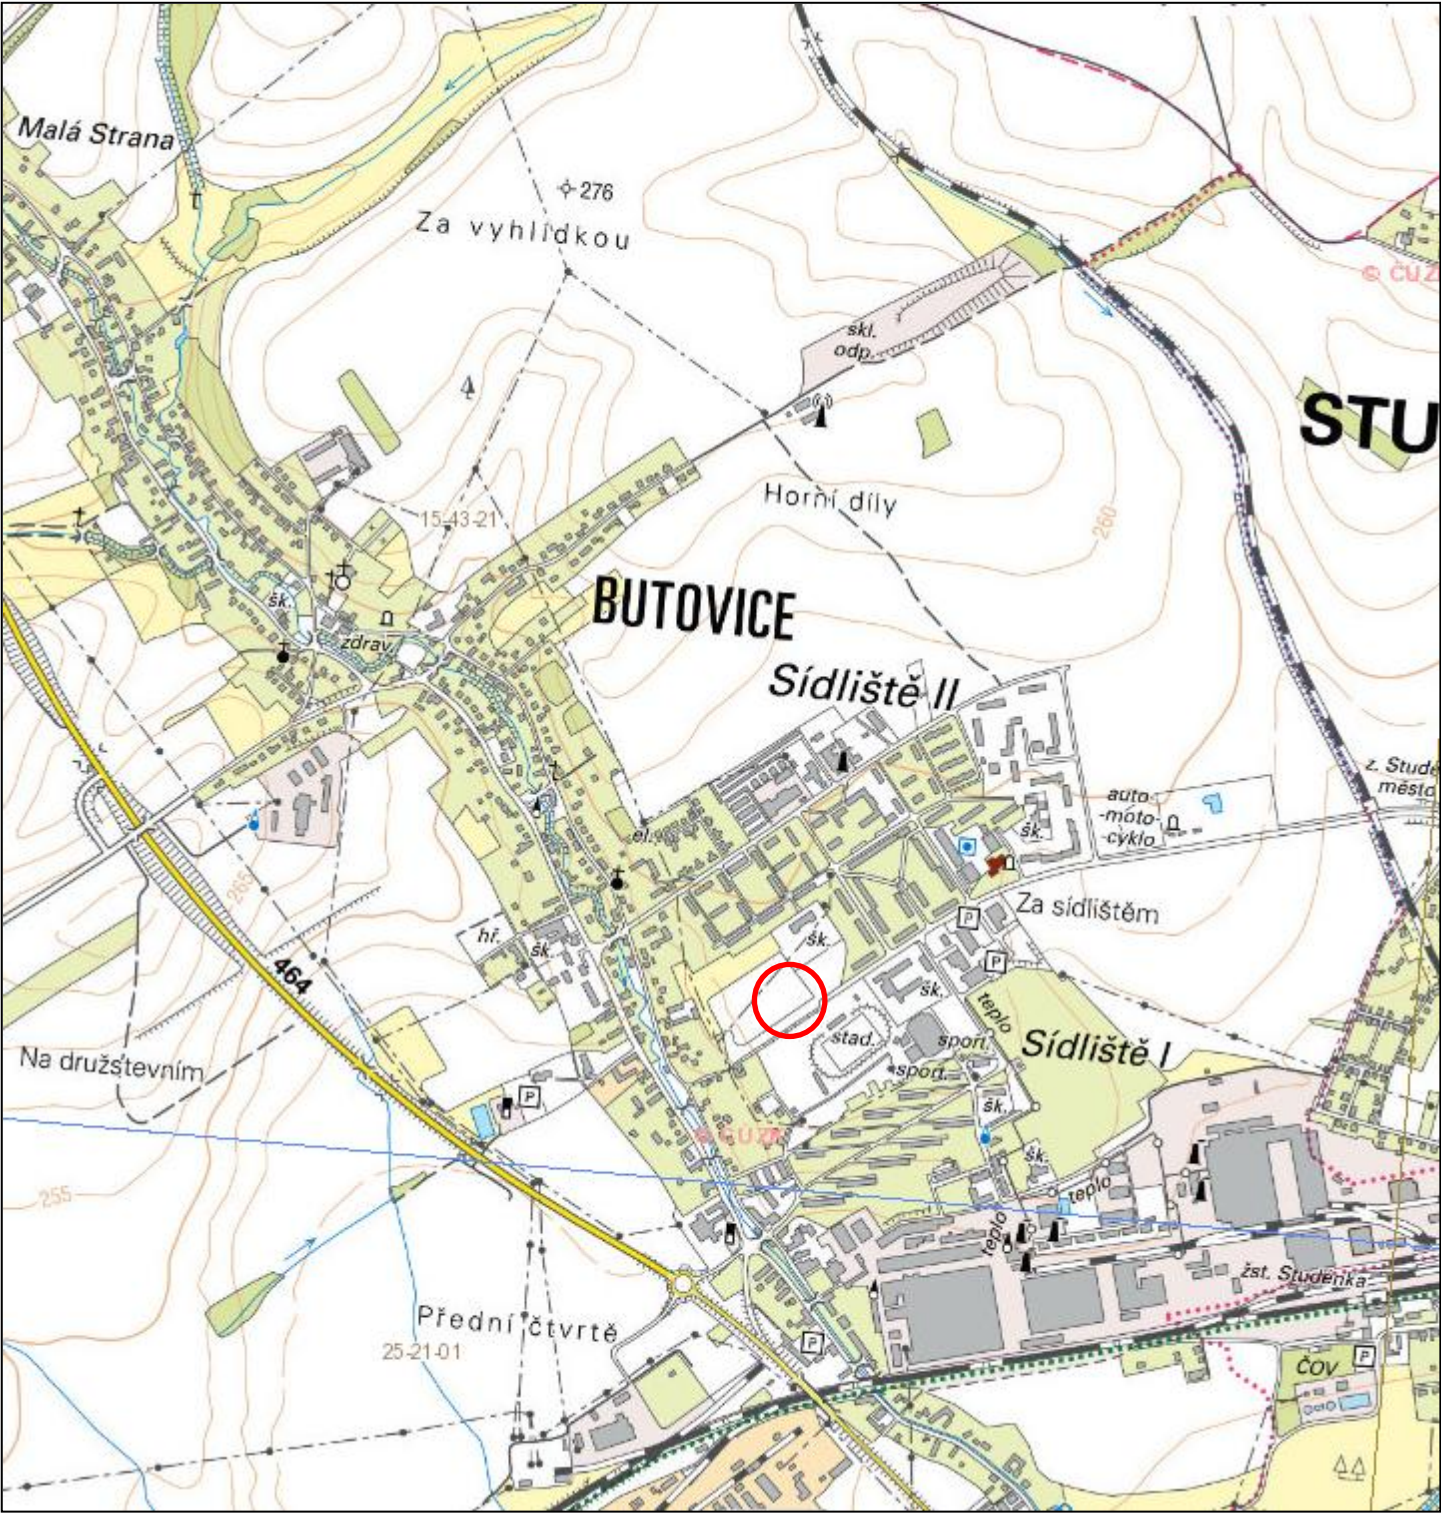 Malá Strana
276
Za vyhlídkou
© ČÚZ
skl.
odp.
4
STU
15-43-21
Horní díly
260
BUTOVICE
šk.
zdrav.
Sídliště II
z. Stude
město
auto-
-moto-
-cyklo
el.
šk.
265
Za sídlištěm
P
hř.
šk.
šk.
464
P
šk.
teplo
stad.
sport.
Sídliště I
sport.
Na družstevním
P
šk.
© ČÚZK
šk.
255
teplo
teplo
žst. Studénka
Přední čtvrtě
25-21-01
P
ČOV
P